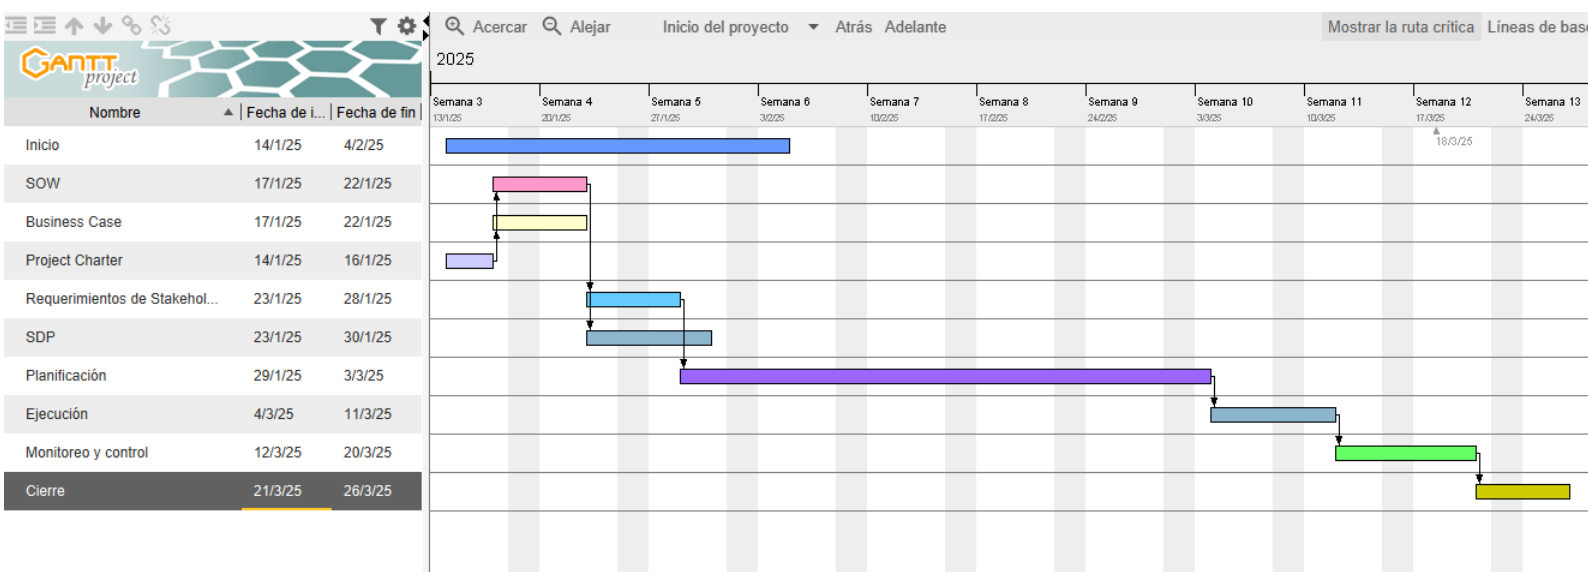 Acercar Alejar Inicio del proyecto Atrás Adelante Mostrar la ruta crítica Líneas de base
GANTT project
2025
Nombre Fecha de i... Fecha de fin
Semana 3 Semana 4 Semana 5 Semana 6 Semana 7 Semana 8 Semana 9 Semana 10 Semana 11 Semana 12 Semana 13
13/1/25 20/1/25 27/1/25 3/2/25 10/2/25 17/2/25 24/2/25 3/3/25 10/3/25 17/3/25 24/3/25
18/3/25
Inicio 14/1/25 4/2/25
SOW 17/1/25 22/1/25
Business Case 17/1/25 22/1/25
Project Charter 14/1/25 16/1/25
Requerimientos de Stakehol... 23/1/25 28/1/25
SDP 23/1/25 30/1/25
Planificación 29/1/25 3/3/25
Ejecución 4/3/25 11/3/25
Monitoreo y control 12/3/25 20/3/25
Cierre 21/3/25 26/3/25